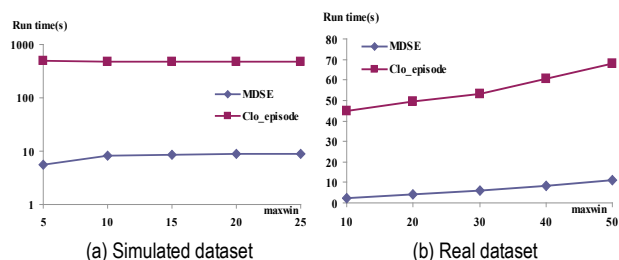 Run time(s)
1000
100
10
1
MDSE
Clo_episode
maxwin
5 10 15 20 25
(a) Simulated dataset
Run time(s)
80
70
60
50
40
30
20
10
0
MDSE
Clo_episode
maxwin
10 20 30 40 50
(b) Real dataset